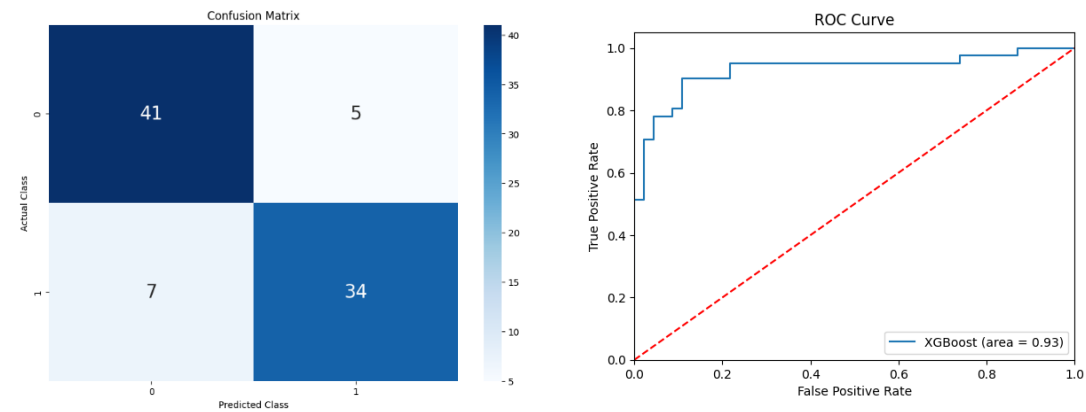 Confusion Matrix
41 5
7 34
0
1
Actual Class
0 1
Predicted Class
40
35
30
25
20
15
10
5
ROC Curve
1.0
0.8
0.6
0.4
0.2
0.0
True Positive Rate
XGBoost (area = 0.93)
0.0 0.2 0.4 0.6 0.8 1.0
False Positive Rate